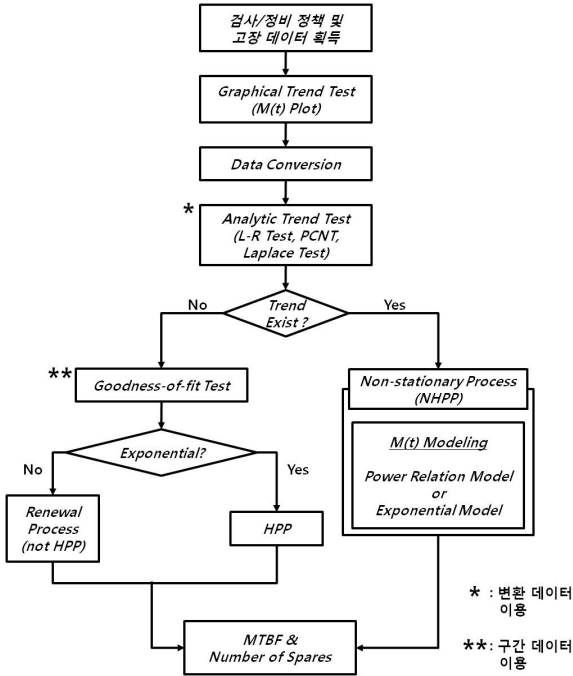 검사/정비 정책 및
고장 데이터 획득
Graphical Trend Test
(M(t) Plot)
Data Conversion
*
Analytic Trend Test
(L-R Test, PCNT,
Laplace Test)
No
Trend
Exist ?
Yes
**
Goodness-of-fit Test
Non-stationary Process
(NHPP)
M(t) Modeling
Power Relation Model
or
Exponential Model
No
Exponential?
Yes
Renewal
Process
(not HPP)
HPP
* : 변환 데이터
이용
MTBF &
Number of Spares
** : 구간 데이터
이용